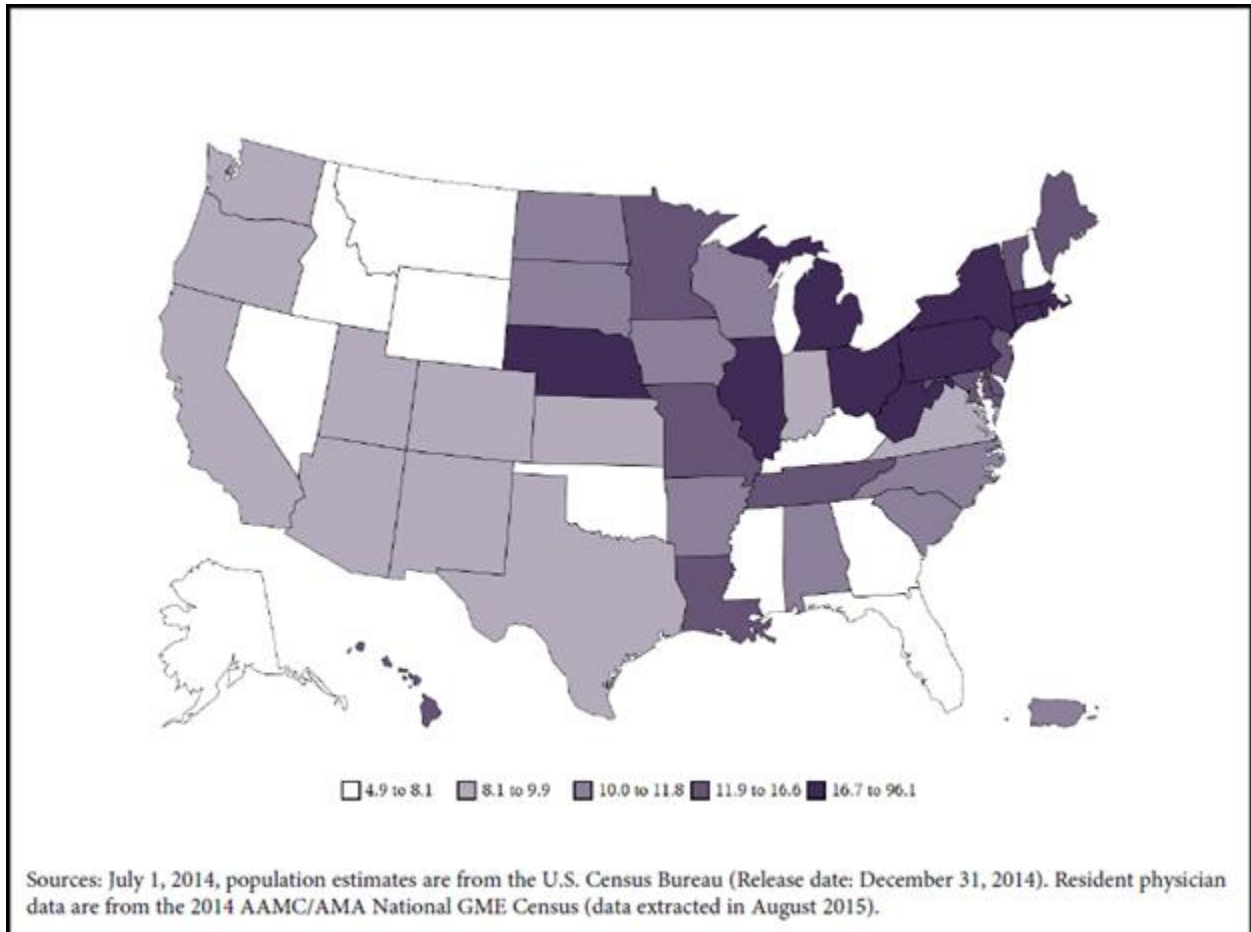 4.9 to 8.1 8.1 to 9.9 10.0 to 11.8 11.9 to 16.6 16.7 to 96.1
Sources: July 1, 2014, population estimates are from the U.S. Census Bureau (Release date: December 31, 2014). Resident physician
data are from the 2014 AAMC/AMA National GME Census (data extracted in August 2015).